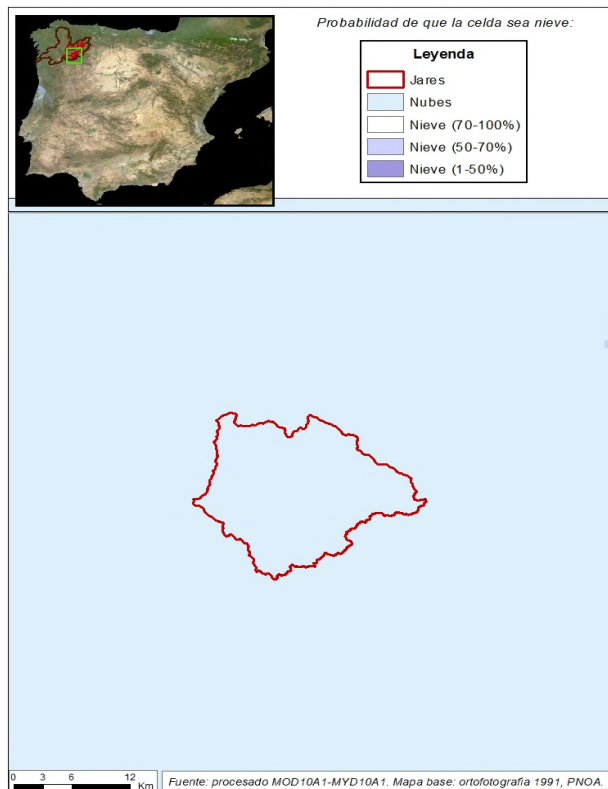 Probabilidad de que la celda sea nieve:
Leyenda
Jares
Nubes
Nieve (70-100%)
Nieve (50-70%)
Nieve (1-50%)
0 3 6 12
Km
Fuente: procesado MOD10A1-MYD10A1. Mapa base: ortofotografía 1991, PNOA.